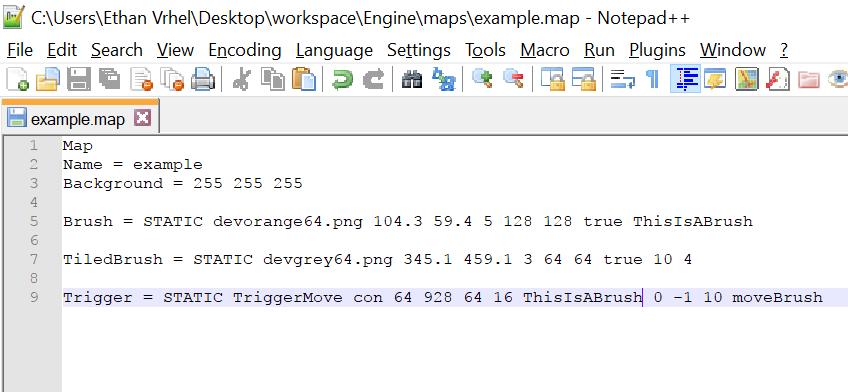 C:\Users\Ethan Vrhel\Desktop\workspace\Engine\maps\example.map - Notepad++
File Edit Search View Encoding Language Settings Tools Macro Run Plugins Window ?
example.map
1 Map
2 Name = example
3 Background = 255 255 255
4
5 Brush = STATIC devorange64.png 104.3 59.4 5 128 128 true ThisIsABrush
6
7 TiledBrush = STATIC devgrey64.png 345.1 459.1 3 64 64 true 10 4
8
9 Trigger = STATIC TriggerMove con 64 928 64 16 ThisIsABrush 0 -1 10 moveBrush